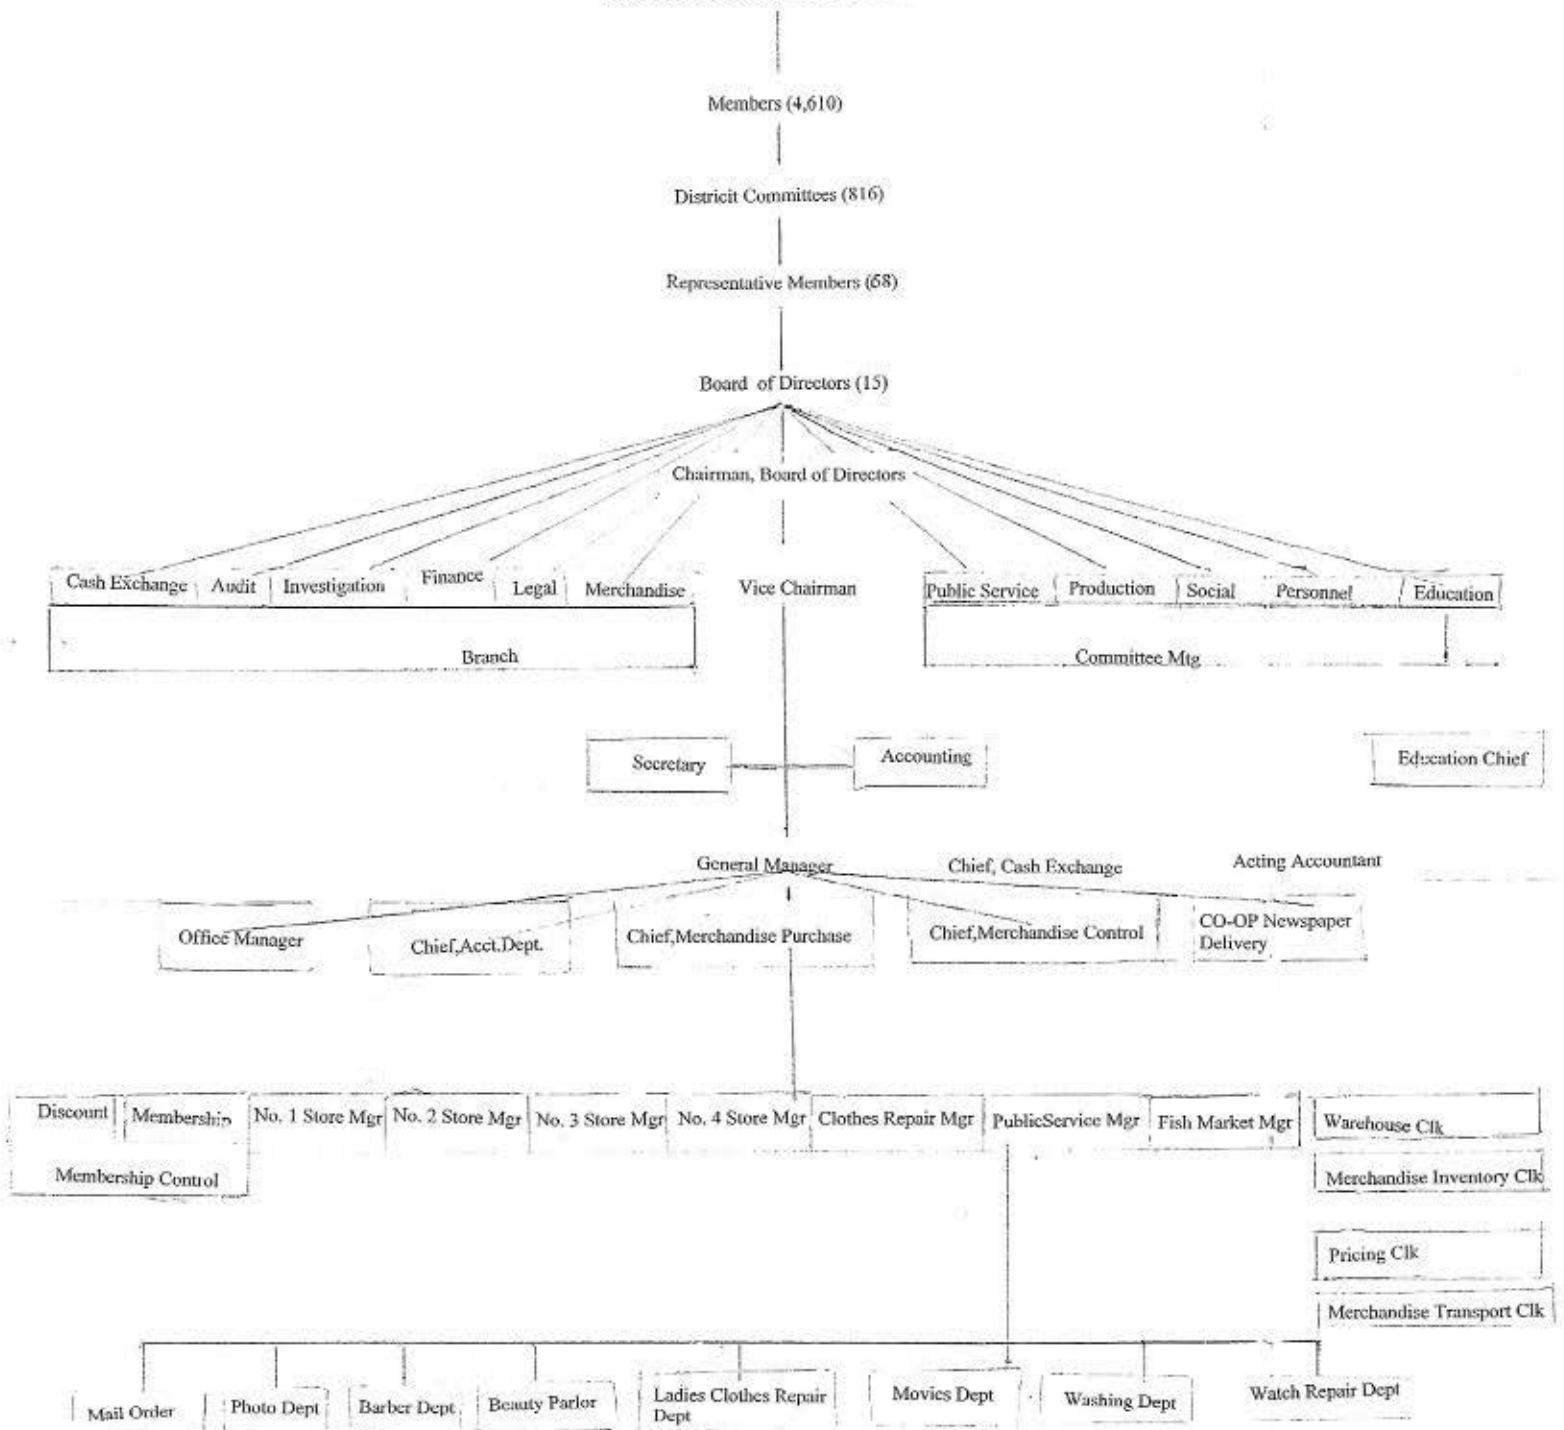 Members (4,610)
Districit Committees (816)
Representative Members (68)
Board of Directors (15)
Chairman, Board of Directors
Cash Exchange
Audit
Investigation
Finance
Legal
Merchandise
Vice Chairman
Public Service
Production
Social
Personnel
Education
Branch
Committee Mtg
Secretary
Accounting
Education Chief
General Manager
Chief, Cash Exchange
Acting Accountant
Office Manager
Chief,Acct.Dept.
Chief,Merchandise Purchase
Chief,Merchandise Control
CO-OP Newspaper
Delivery
Discount
Membership
No. 1 Store Mgr
No. 2 Store Mgr
No. 3 Store Mgr
No. 4 Store Mgr
Clothes Repair Mgr
PublicService Mgr
Fish Market Mgr
Warehouse Clk
Membership Control
Merchandise Inventory Clk
Pricing Clk
Merchandise Transport Clk
Mail Order
Photo Dept
Barber Dept
Beauty Parlor
Ladies Clothes Repair
Dept
Movies Dept
Washing Dept
Watch Repair Dept